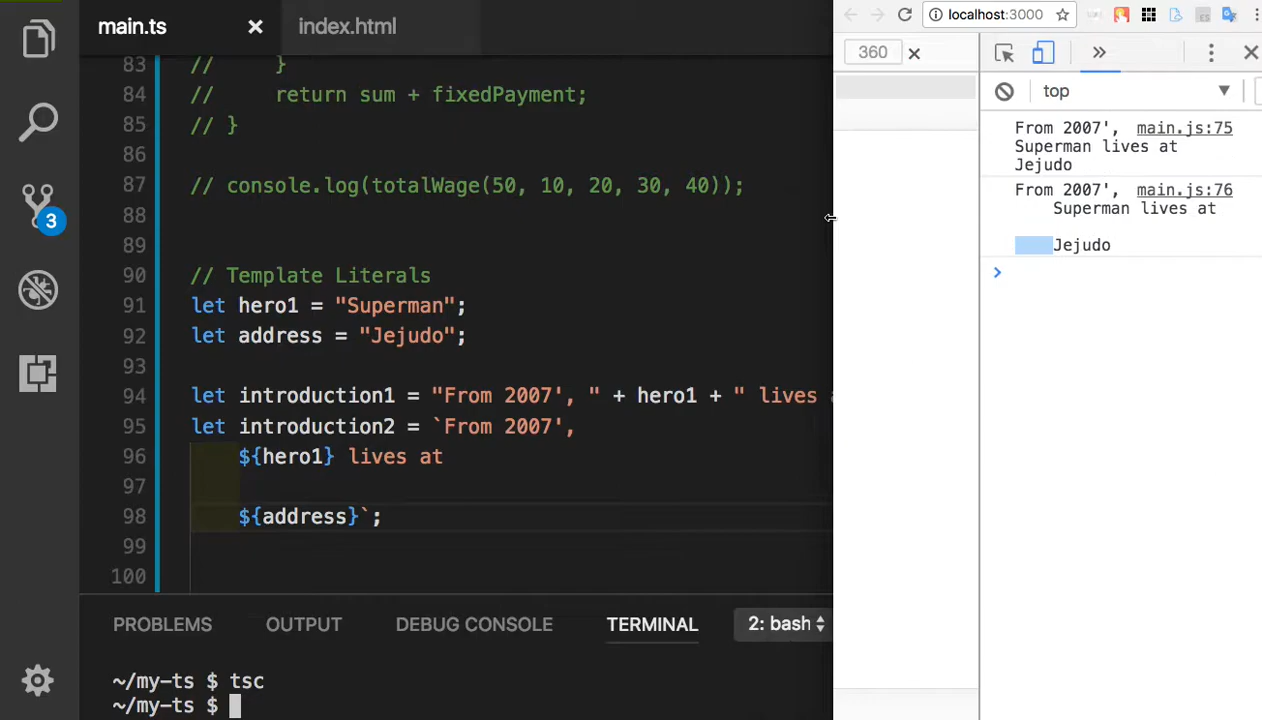 main.ts
index.html
83 // }
84 // return sum + fixedPayment;
85 // }
86
87 // console.log(totalWage(50, 10, 20, 30, 40));
88
89
90 // Template Literals
91 let hero1 = "Superman";
92 let address = "Jejudo";
93
94 let introduction1 = "From 2007', " + hero1 + " lives
95 let introduction2 = `From 2007',
96 ${hero1} lives at
97
98 ${address}`;
99
100
3
PROBLEMS OUTPUT DEBUG CONSOLE TERMINAL 2: bash
~/my-ts $ tsc
~/my-ts $
localhost:3000
360
top
From 2007', main.js:75
Superman lives at
Jejudo
From 2007', main.js:76
Superman lives at
Jejudo